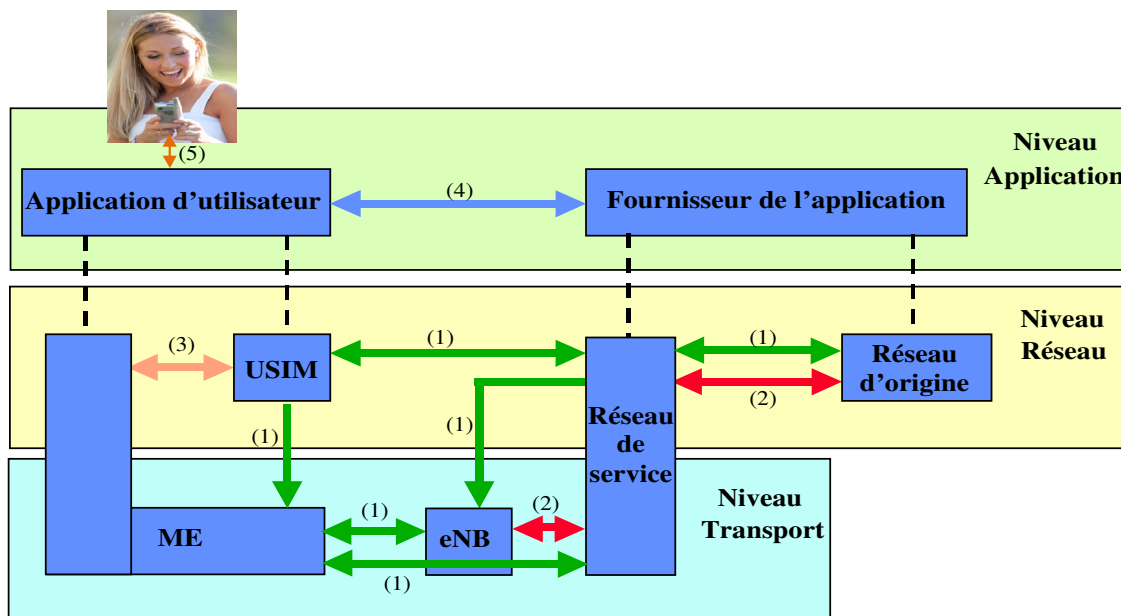 (5)
Niveau
Application
Application d'utilisateur
(4)
Fournisseur de l'application
Niveau
Réseau
(3)
USIM
(1)
(1)
Réseau
d'origine
(2)
(1)
(1)
Réseau
de
service
Niveau
Transport
ME
(1)
eNB
(2)
(1)